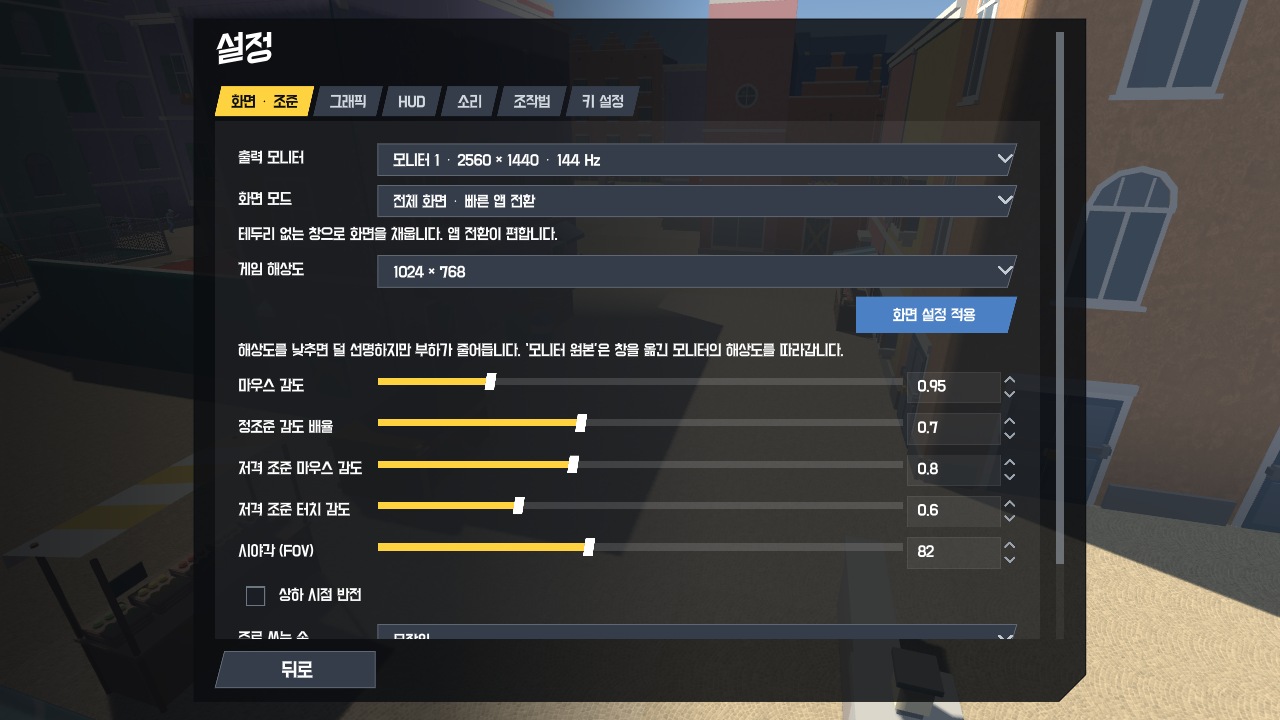 설정
화면 · 조준 그래픽 HUD 소리 조작법 키 설정
출력 모니터 모니터 1 · 2560 × 1440 · 144 Hz
화면 모드 전체 화면 · 빠른 앱 전환
테두리 없는 창으로 화면을 채웁니다. 앱 전환이 편합니다.
게임 해상도 1024 × 768
화면 설정 적용
해상도를 낮추면 덜 선명하지만 부하가 줄어듭니다. '모니터 원본'은 창을 옮긴 모니터의 해상도를 따라갑니다.
마우스 감도 0.95
정조준 감도 배율 0.7
저격 조준 마우스 감도 0.8
저격 조준 터치 감도 0.6
시야각 (FOV) 82
상하 시점 반전
주로 쓰는 손
뒤로